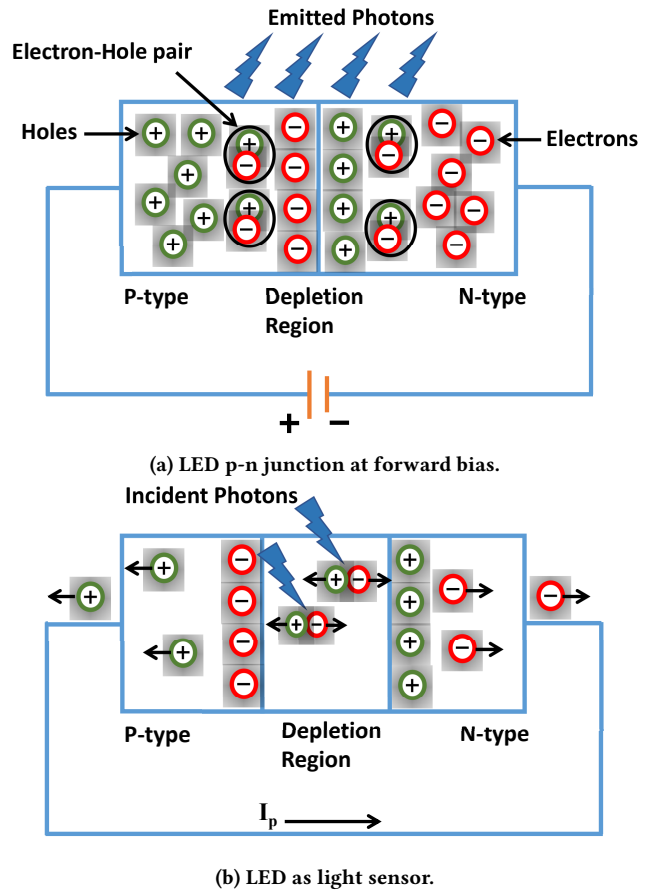 Emitted Photons
Electron-Hole pair
Holes
Electrons
P-type
Depletion
Region
N-type
+ −
(a) LED p-n junction at forward bias.
Incident Photons
P-type
Depletion
Region
N-type
Ip
(b) LED as light sensor.